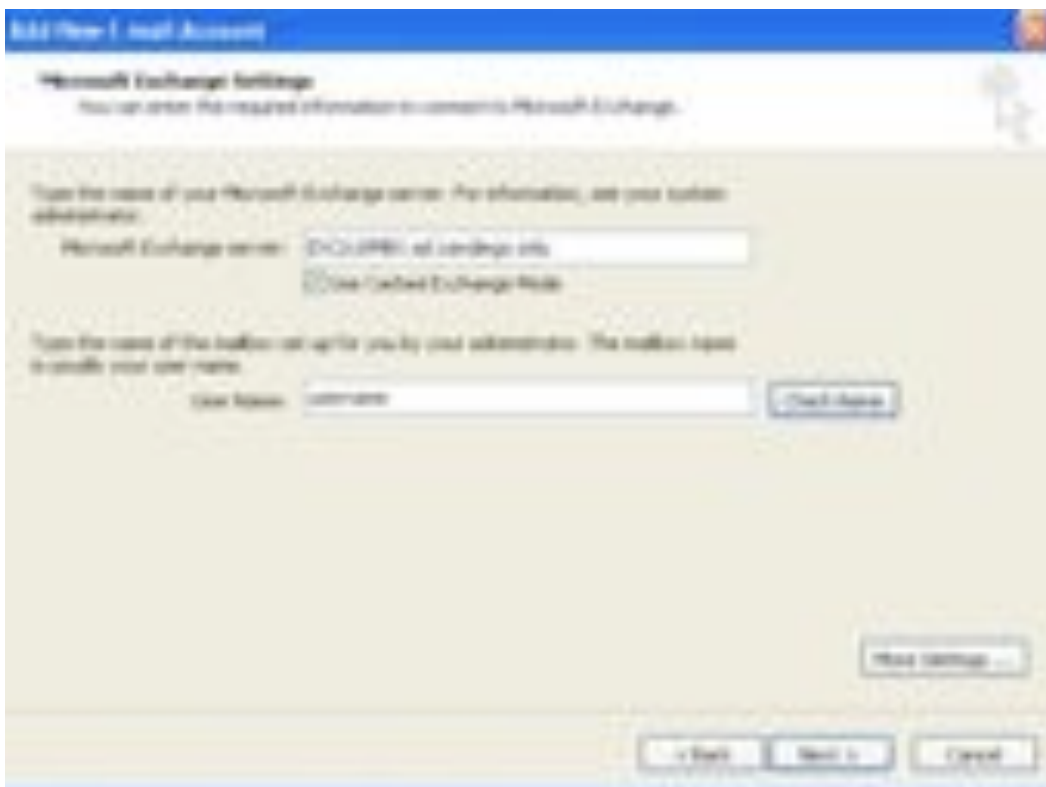 Add New E-mail Account
Microsoft Exchange Settings
You can enter the required information to connect to Microsoft Exchange.
Type the name of your Microsoft Exchange server. For information, see your system
administrator.
Microsoft Exchange server:
Use Cached Exchange Mode
Type the name of the mailbox set up for you by your administrator. The mailbox name
is usually your user name.
User Name: username
Check Name
More Settings ...
< Back Next > Cancel